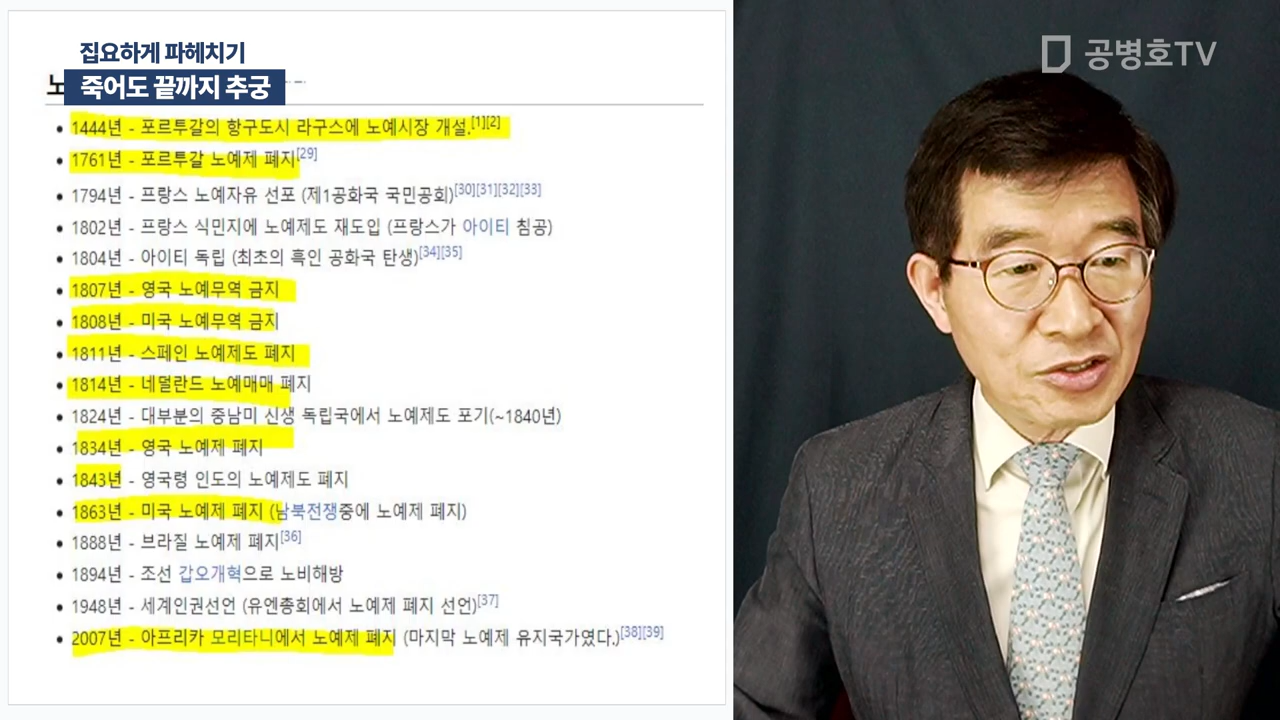 집요하게 파헤치기
죽어도 끝까지 추궁
노
공병호TV
1444년 - 포르투갈의 항구도시 라구스에 노예시장 개설.[1][2]
1761년 - 포르투갈 노예제 폐지[29]
1794년 - 프랑스 노예자유 선포 (제1공화국 국민공회)[30][31][32][33]
1802년 - 프랑스 식민지에 노예제도 재도입 (프랑스가 아이티 침공)
1804년 - 아이티 독립 (최초의 흑인 공화국 탄생)[34][35]
1807년 - 영국 노예무역 금지
1808년 - 미국 노예무역 금지
1811년 - 스페인 노예제도 폐지
1814년 - 네덜란드 노예매매 폐지
1824년 - 대부분의 중남미 신생 독립국에서 노예제도 포기(~1840년)
1834년 - 영국 노예제 폐지
1843년 - 영국령 인도의 노예제도 폐지
1863년 - 미국 노예제 폐지 (남북전쟁중에 노예제 폐지)
1888년 - 브라질 노예제 폐지[36]
1894년 - 조선 갑오개혁으로 노비해방
1948년 - 세계인권선언 (유엔총회에서 노예제 폐지 선언)[37]
2007년 - 아프리카 모리타니에서 노예제 폐지 (마지막 노예제 유지국가였다.)[38][39]